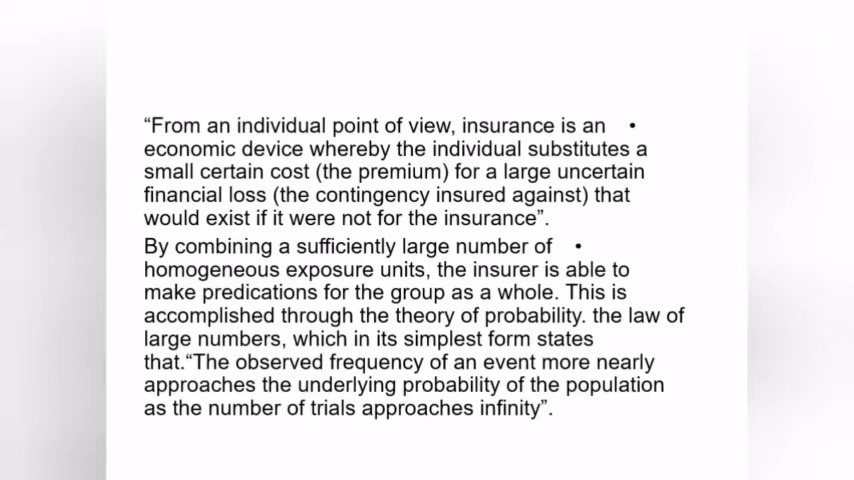 “From an individual point of view, insurance is an •
economic device whereby the individual substitutes a
small certain cost (the premium) for a large uncertain
financial loss (the contingency insured against) that
would exist if it were not for the insurance”.
By combining a sufficiently large number of •
homogeneous exposure units, the insurer is able to
make predications for the group as a whole. This is
accomplished through the theory of probability. the law of
large numbers, which in its simplest form states
that.“The observed frequency of an event more nearly
approaches the underlying probability of the population
as the number of trials approaches infinity”.